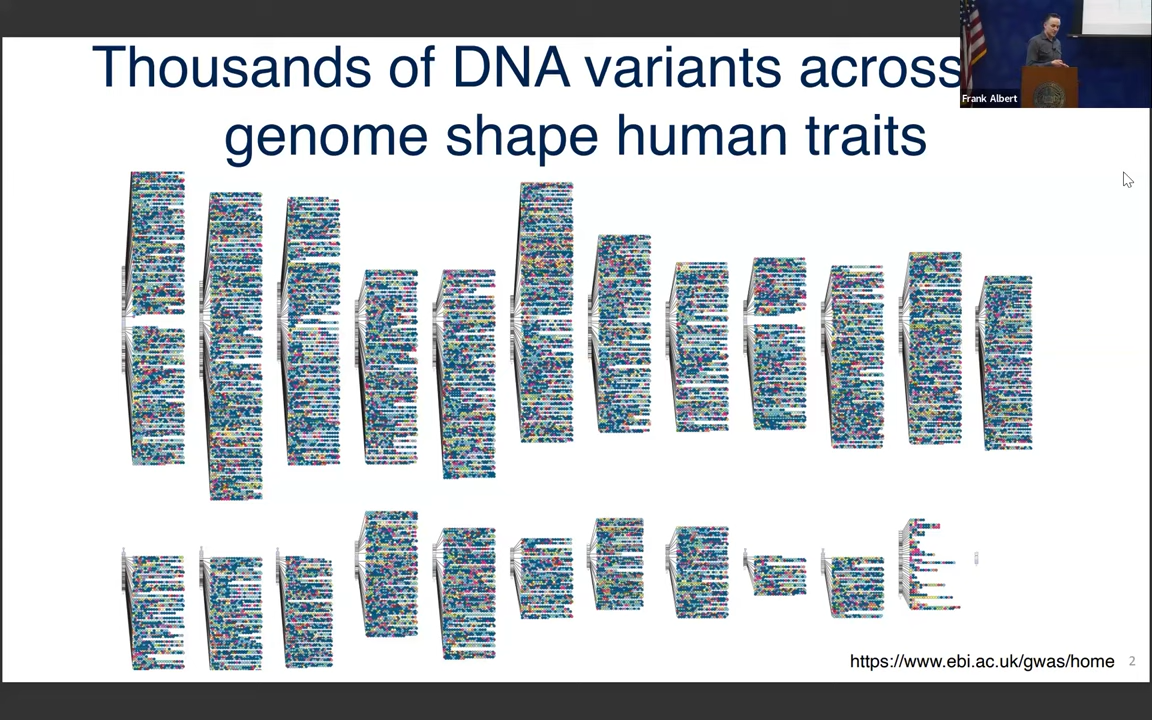 Thousands of DNA variants across
genome shape human traits
Frank Albert
https://www.ebi.ac.uk/gwas/home
2